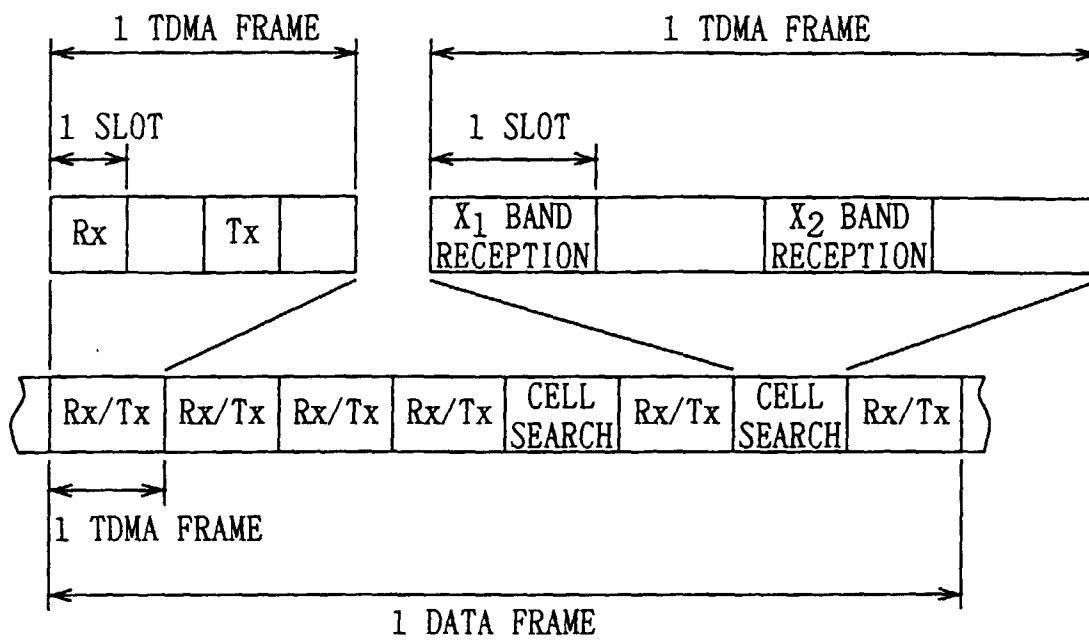 1 TDMA FRAME
1 TDMA FRAME
1 SLOT
1 SLOT
Rx
Tx
X1 BAND
RECEPTION
X2 BAND
RECEPTION
Rx/Tx
Rx/Tx
Rx/Tx
Rx/Tx
CELL
SEARCH
Rx/Tx
CELL
SEARCH
Rx/Tx
1 TDMA FRAME
1 DATA FRAME